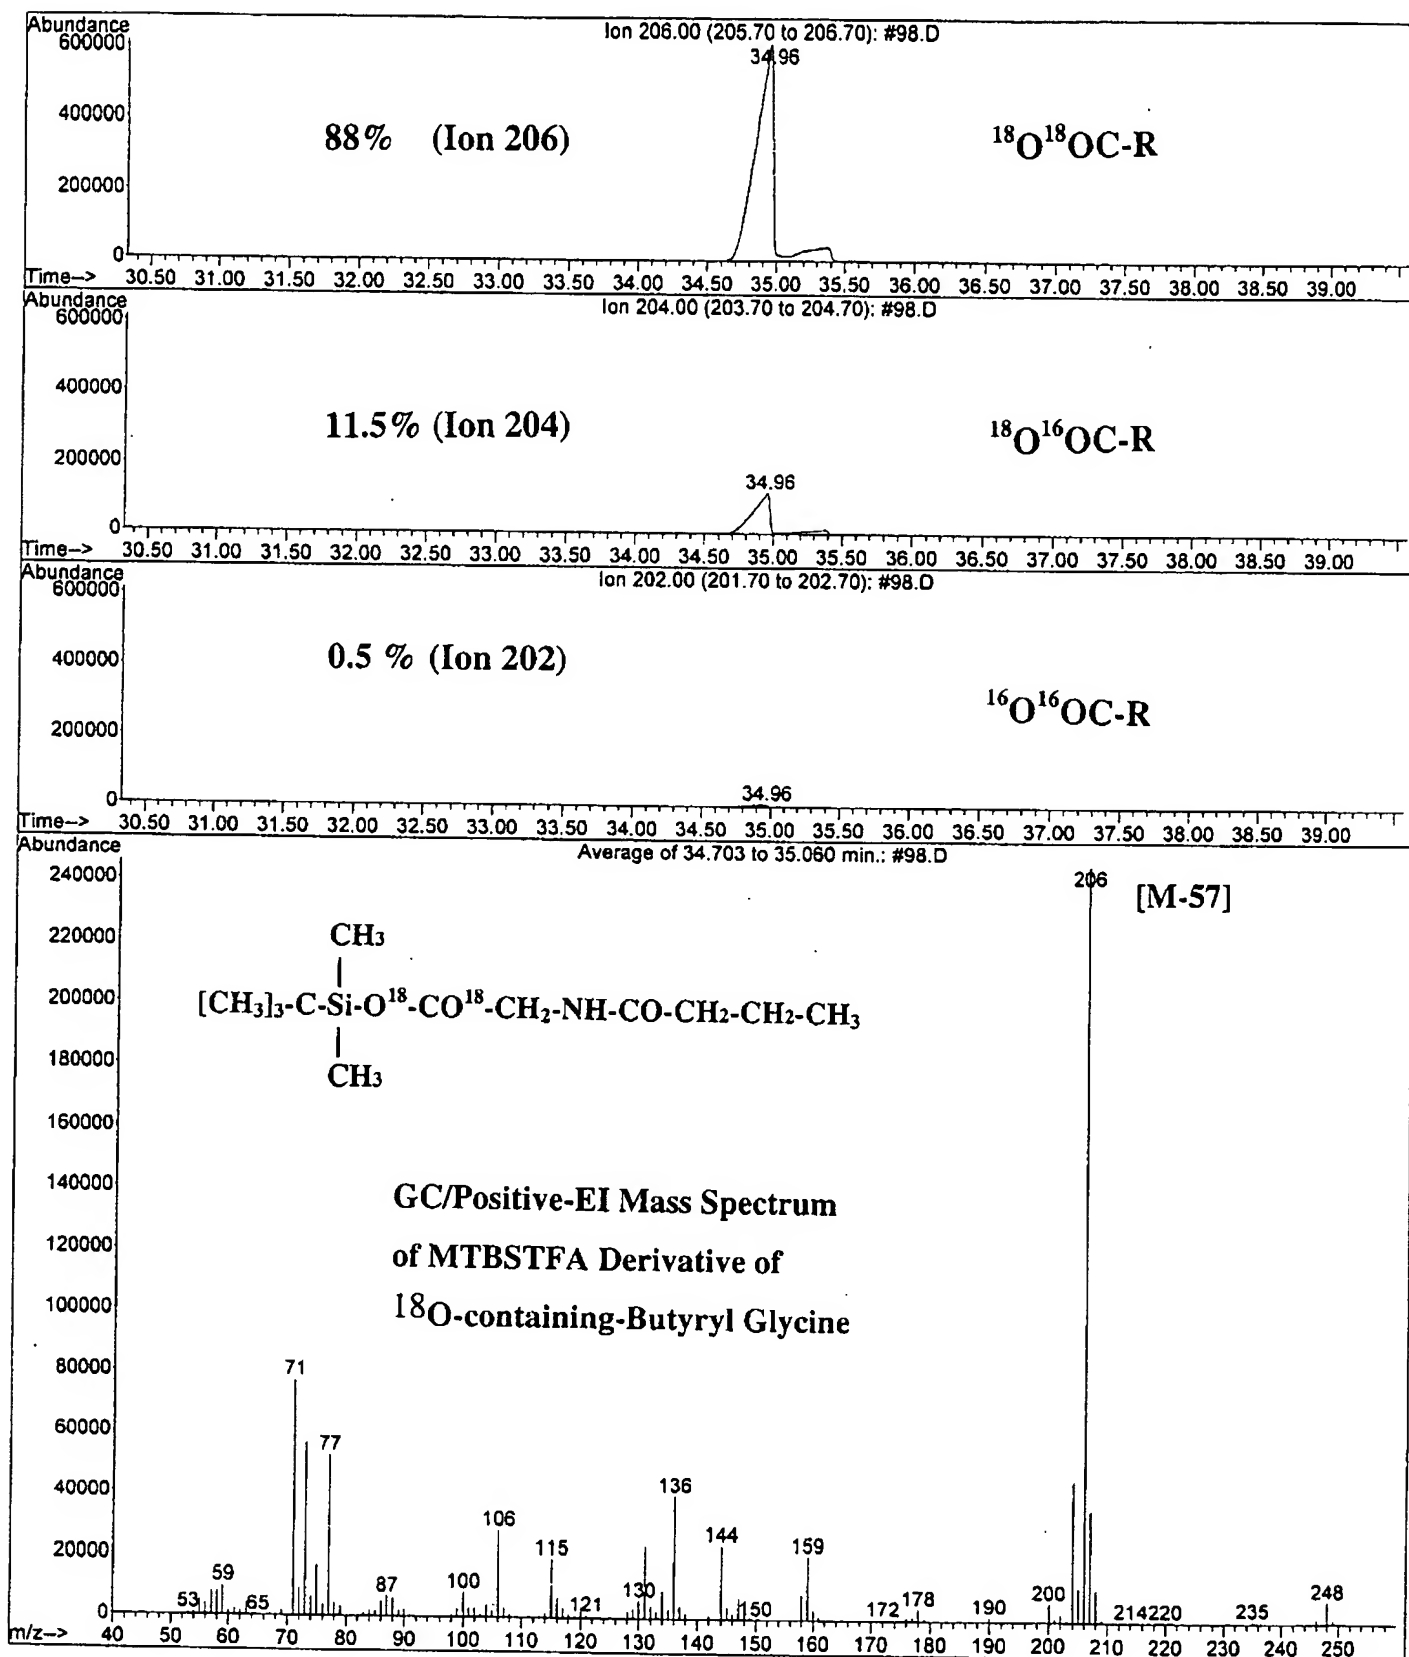 Abundance
Ion 206.00 (205.70 to 206.70): #98.D
600000
34.96
400000
88% (Ion 206)
¹⁸O¹⁸OC-R
200000
0
Time-->
30.50 31.00 31.50 32.00 32.50 33.00 33.50 34.00 34.50 35.00 35.50 36.00 36.50 37.00 37.50 38.00 38.50 39.00
Abundance
Ion 204.00 (203.70 to 204.70): #98.D
600000
400000
11.5% (Ion 204)
¹⁸O¹⁶OC-R
200000
34.96
0
Time-->
30.50 31.00 31.50 32.00 32.50 33.00 33.50 34.00 34.50 35.00 35.50 36.00 36.50 37.00 37.50 38.00 38.50 39.00
Abundance
Ion 202.00 (201.70 to 202.70): #98.D
600000
400000
0.5 % (Ion 202)
¹⁶O¹⁶OC-R
200000
34.96
0
Time-->
30.50 31.00 31.50 32.00 32.50 33.00 33.50 34.00 34.50 35.00 35.50 36.00 36.50 37.00 37.50 38.00 38.50 39.00
Abundance
Average of 34.703 to 35.060 min.: #98.D
240000
206 [M-57]
220000
CH₃
200000
[CH₃]₃-C-Si-O¹⁸-CO¹⁸-CH₂-NH-CO-CH₂-CH₂-CH₃
180000
CH₃
160000
140000
GC/Positive-EI Mass Spectrum
120000
of MTBSTFA Derivative of
100000
¹⁸O-containing-Butyryl Glycine
80000
71
60000
77
40000
136
106
20000
115 144 159
53 59 65 87 100 121 130 150 172 178 190 200 214 220 235 248
0
m/z-->
40 50 60 70 80 90 100 110 120 130 140 150 160 170 180 190 200 210 220 230 240 250